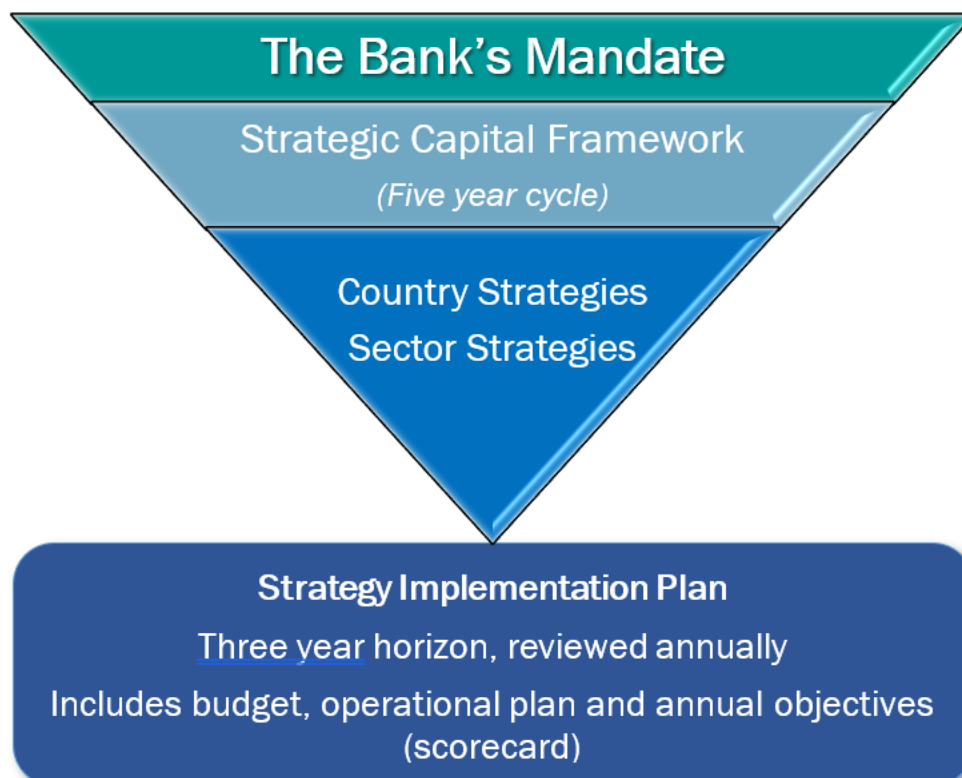 The Bank's Mandate
Strategic Capital Framework
(Five year cycle)
Country Strategies
Sector Strategies
Strategy Implementation Plan
Three year horizon, reviewed annually
Includes budget, operational plan and annual objectives
(scorecard)